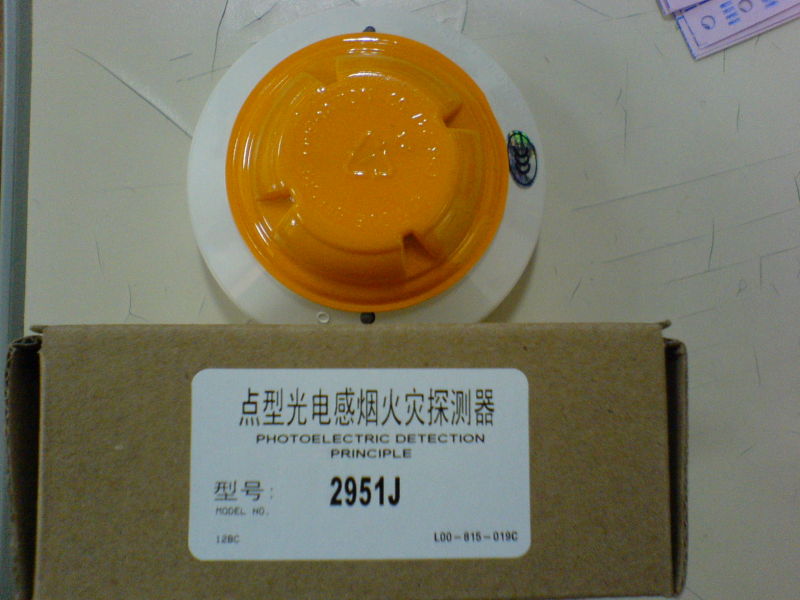 点型光电感烟火灾探测器
PHOTOELECTRIC DETECTION
PRINCIPLE
型号:
2951J
MODEL NO.
128C
L00-815-019C